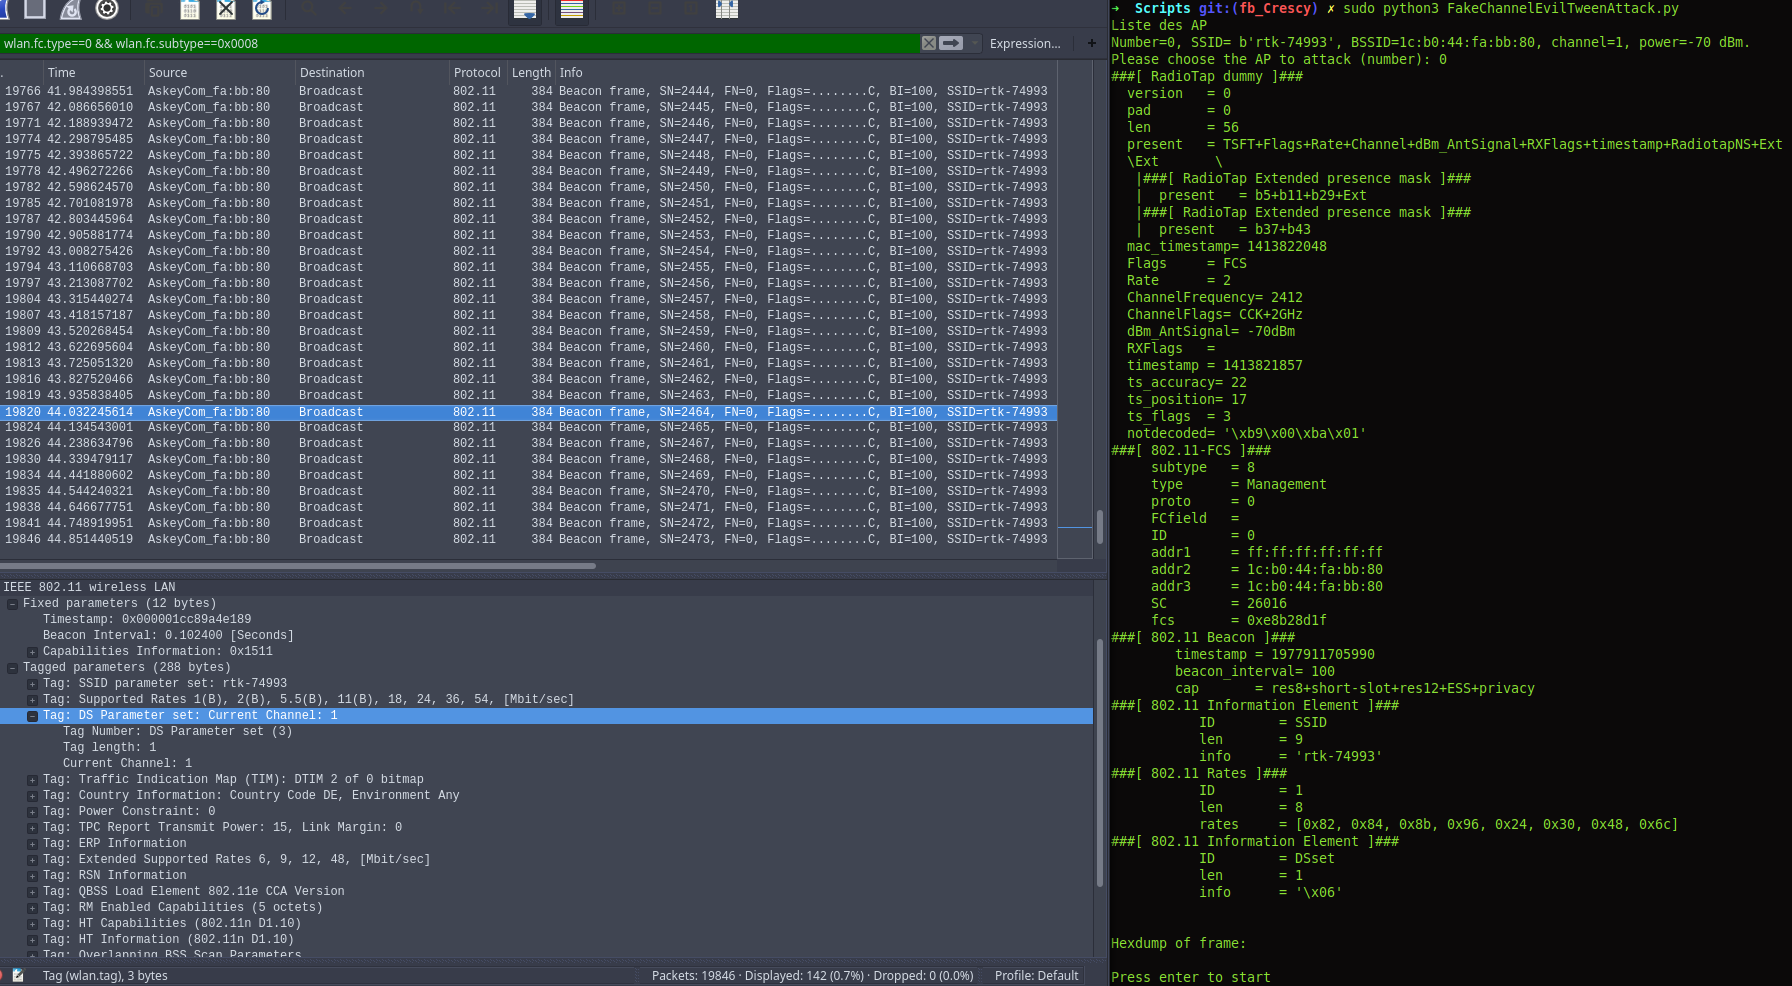 wlan.fc.type==0 && wlan.fc.subtype==0x0008
Expression...
+
. Time Source Destination Protocol Length Info
19766 41.984398551 AskeyCom_fa:bb:80 Broadcast 802.11 384 Beacon frame, SN=2444, FN=0, Flags=........C, BI=100, SSID=rtk-74993
19767 42.086656010 AskeyCom_fa:bb:80 Broadcast 802.11 384 Beacon frame, SN=2445, FN=0, Flags=........C, BI=100, SSID=rtk-74993
19771 42.188939472 AskeyCom_fa:bb:80 Broadcast 802.11 384 Beacon frame, SN=2446, FN=0, Flags=........C, BI=100, SSID=rtk-74993
19774 42.298795485 AskeyCom_fa:bb:80 Broadcast 802.11 384 Beacon frame, SN=2447, FN=0, Flags=........C, BI=100, SSID=rtk-74993
19775 42.393865722 AskeyCom_fa:bb:80 Broadcast 802.11 384 Beacon frame, SN=2448, FN=0, Flags=........C, BI=100, SSID=rtk-74993
19778 42.496272266 AskeyCom_fa:bb:80 Broadcast 802.11 384 Beacon frame, SN=2449, FN=0, Flags=........C, BI=100, SSID=rtk-74993
19782 42.598624570 AskeyCom_fa:bb:80 Broadcast 802.11 384 Beacon frame, SN=2450, FN=0, Flags=........C, BI=100, SSID=rtk-74993
19785 42.701081978 AskeyCom_fa:bb:80 Broadcast 802.11 384 Beacon frame, SN=2451, FN=0, Flags=........C, BI=100, SSID=rtk-74993
19787 42.803445964 AskeyCom_fa:bb:80 Broadcast 802.11 384 Beacon frame, SN=2452, FN=0, Flags=........C, BI=100, SSID=rtk-74993
19790 42.905881774 AskeyCom_fa:bb:80 Broadcast 802.11 384 Beacon frame, SN=2453, FN=0, Flags=........C, BI=100, SSID=rtk-74993
19792 43.008275426 AskeyCom_fa:bb:80 Broadcast 802.11 384 Beacon frame, SN=2454, FN=0, Flags=........C, BI=100, SSID=rtk-74993
19794 43.110668703 AskeyCom_fa:bb:80 Broadcast 802.11 384 Beacon frame, SN=2455, FN=0, Flags=........C, BI=100, SSID=rtk-74993
19797 43.213087702 AskeyCom_fa:bb:80 Broadcast 802.11 384 Beacon frame, SN=2456, FN=0, Flags=........C, BI=100, SSID=rtk-74993
19804 43.315440274 AskeyCom_fa:bb:80 Broadcast 802.11 384 Beacon frame, SN=2457, FN=0, Flags=........C, BI=100, SSID=rtk-74993
19807 43.418157187 AskeyCom_fa:bb:80 Broadcast 802.11 384 Beacon frame, SN=2458, FN=0, Flags=........C, BI=100, SSID=rtk-74993
19809 43.520268454 AskeyCom_fa:bb:80 Broadcast 802.11 384 Beacon frame, SN=2459, FN=0, Flags=........C, BI=100, SSID=rtk-74993
19812 43.622695604 AskeyCom_fa:bb:80 Broadcast 802.11 384 Beacon frame, SN=2460, FN=0, Flags=........C, BI=100, SSID=rtk-74993
19813 43.725051320 AskeyCom_fa:bb:80 Broadcast 802.11 384 Beacon frame, SN=2461, FN=0, Flags=........C, BI=100, SSID=rtk-74993
19816 43.827520466 AskeyCom_fa:bb:80 Broadcast 802.11 384 Beacon frame, SN=2462, FN=0, Flags=........C, BI=100, SSID=rtk-74993
19819 43.935838405 AskeyCom_fa:bb:80 Broadcast 802.11 384 Beacon frame, SN=2463, FN=0, Flags=........C, BI=100, SSID=rtk-74993
19820 44.032245614 AskeyCom_fa:bb:80 Broadcast 802.11 384 Beacon frame, SN=2464, FN=0, Flags=........C, BI=100, SSID=rtk-74993
19824 44.134543001 AskeyCom_fa:bb:80 Broadcast 802.11 384 Beacon frame, SN=2465, FN=0, Flags=........C, BI=100, SSID=rtk-74993
19826 44.238634796 AskeyCom_fa:bb:80 Broadcast 802.11 384 Beacon frame, SN=2467, FN=0, Flags=........C, BI=100, SSID=rtk-74993
19830 44.339479117 AskeyCom_fa:bb:80 Broadcast 802.11 384 Beacon frame, SN=2468, FN=0, Flags=........C, BI=100, SSID=rtk-74993
19834 44.441880602 AskeyCom_fa:bb:80 Broadcast 802.11 384 Beacon frame, SN=2469, FN=0, Flags=........C, BI=100, SSID=rtk-74993
19835 44.544240321 AskeyCom_fa:bb:80 Broadcast 802.11 384 Beacon frame, SN=2470, FN=0, Flags=........C, BI=100, SSID=rtk-74993
19838 44.646677751 AskeyCom_fa:bb:80 Broadcast 802.11 384 Beacon frame, SN=2471, FN=0, Flags=........C, BI=100, SSID=rtk-74993
19841 44.748919951 AskeyCom_fa:bb:80 Broadcast 802.11 384 Beacon frame, SN=2472, FN=0, Flags=........C, BI=100, SSID=rtk-74993
19846 44.851440519 AskeyCom_fa:bb:80 Broadcast 802.11 384 Beacon frame, SN=2473, FN=0, Flags=........C, BI=100, SSID=rtk-74993
IEEE 802.11 wireless LAN
Fixed parameters (12 bytes)
Timestamp: 0x000001cc89a4e189
Beacon Interval: 0.102400 [Seconds]
Capabilities Information: 0x1511
Tagged parameters (288 bytes)
Tag: SSID parameter set: rtk-74993
Tag: Supported Rates 1(B), 2(B), 5.5(B), 11(B), 18, 24, 36, 54, [Mbit/sec]
Tag: DS Parameter set: Current Channel: 1
Tag Number: DS Parameter set (3)
Tag length: 1
Current Channel: 1
Tag: Traffic Indication Map (TIM): DTIM 2 of 0 bitmap
Tag: Country Information: Country Code DE, Environment Any
Tag: Power Constraint: 0
Tag: TPC Report Transmit Power: 15, Link Margin: 0
Tag: ERP Information
Tag: Extended Supported Rates 6, 9, 12, 48, [Mbit/sec]
Tag: RSN Information
Tag: QBSS Load Element 802.11e CCA Version
Tag: RM Enabled Capabilities (5 octets)
Tag: HT Capabilities (802.11n D1.10)
Tag: HT Information (802.11n D1.10)
Tag: Overlapping BSS Scan Parameters
Tag (wlan.tag), 3 bytes
Packets: 19846 · Displayed: 142 (0.7%) · Dropped: 0 (0.0%)
Profile: Default
➜ Scripts git:(fb_Crescy) ✗ sudo python3 FakeChannelEvilTweenAttack.py
Liste des AP
Number=0, SSID= b'rtk-74993', BSSID=1c:b0:44:fa:bb:80, channel=1, power=-70 dBm.
Please choose the AP to attack (number): 0
###[ RadioTap dummy ]###
version = 0
pad = 0
len = 56
present = TSFT+Flags+Rate+Channel+dBm_AntSignal+RXFlags+timestamp+RadiotapNS+Ext
\Ext \
|###[ RadioTap Extended presence mask ]###
| present = b5+b11+b29+Ext
|###[ RadioTap Extended presence mask ]###
| present = b37+b43
mac_timestamp= 1413822048
Flags = FCS
Rate = 2
ChannelFrequency= 2412
ChannelFlags= CCK+2GHz
dBm_AntSignal= -70dBm
RXFlags =
timestamp = 1413821857
ts_accuracy= 22
ts_position= 17
ts_flags = 3
notdecoded= '\xb9\x00\xba\x01'
###[ 802.11-FCS ]###
subtype = 8
type = Management
proto = 0
FCfield =
ID = 0
addr1 = ff:ff:ff:ff:ff:ff
addr2 = 1c:b0:44:fa:bb:80
addr3 = 1c:b0:44:fa:bb:80
SC = 26016
fcs = 0xe8b28d1f
###[ 802.11 Beacon ]###
timestamp = 1977911705990
beacon_interval= 100
cap = res8+short-slot+res12+ESS+privacy
###[ 802.11 Information Element ]###
ID = SSID
len = 9
info = 'rtk-74993'
###[ 802.11 Rates ]###
ID = 1
len = 8
rates = [0x82, 0x84, 0x8b, 0x96, 0x24, 0x30, 0x48, 0x6c]
###[ 802.11 Information Element ]###
ID = DSset
len = 1
info = '\x06'
Hexdump of frame:
Press enter to start